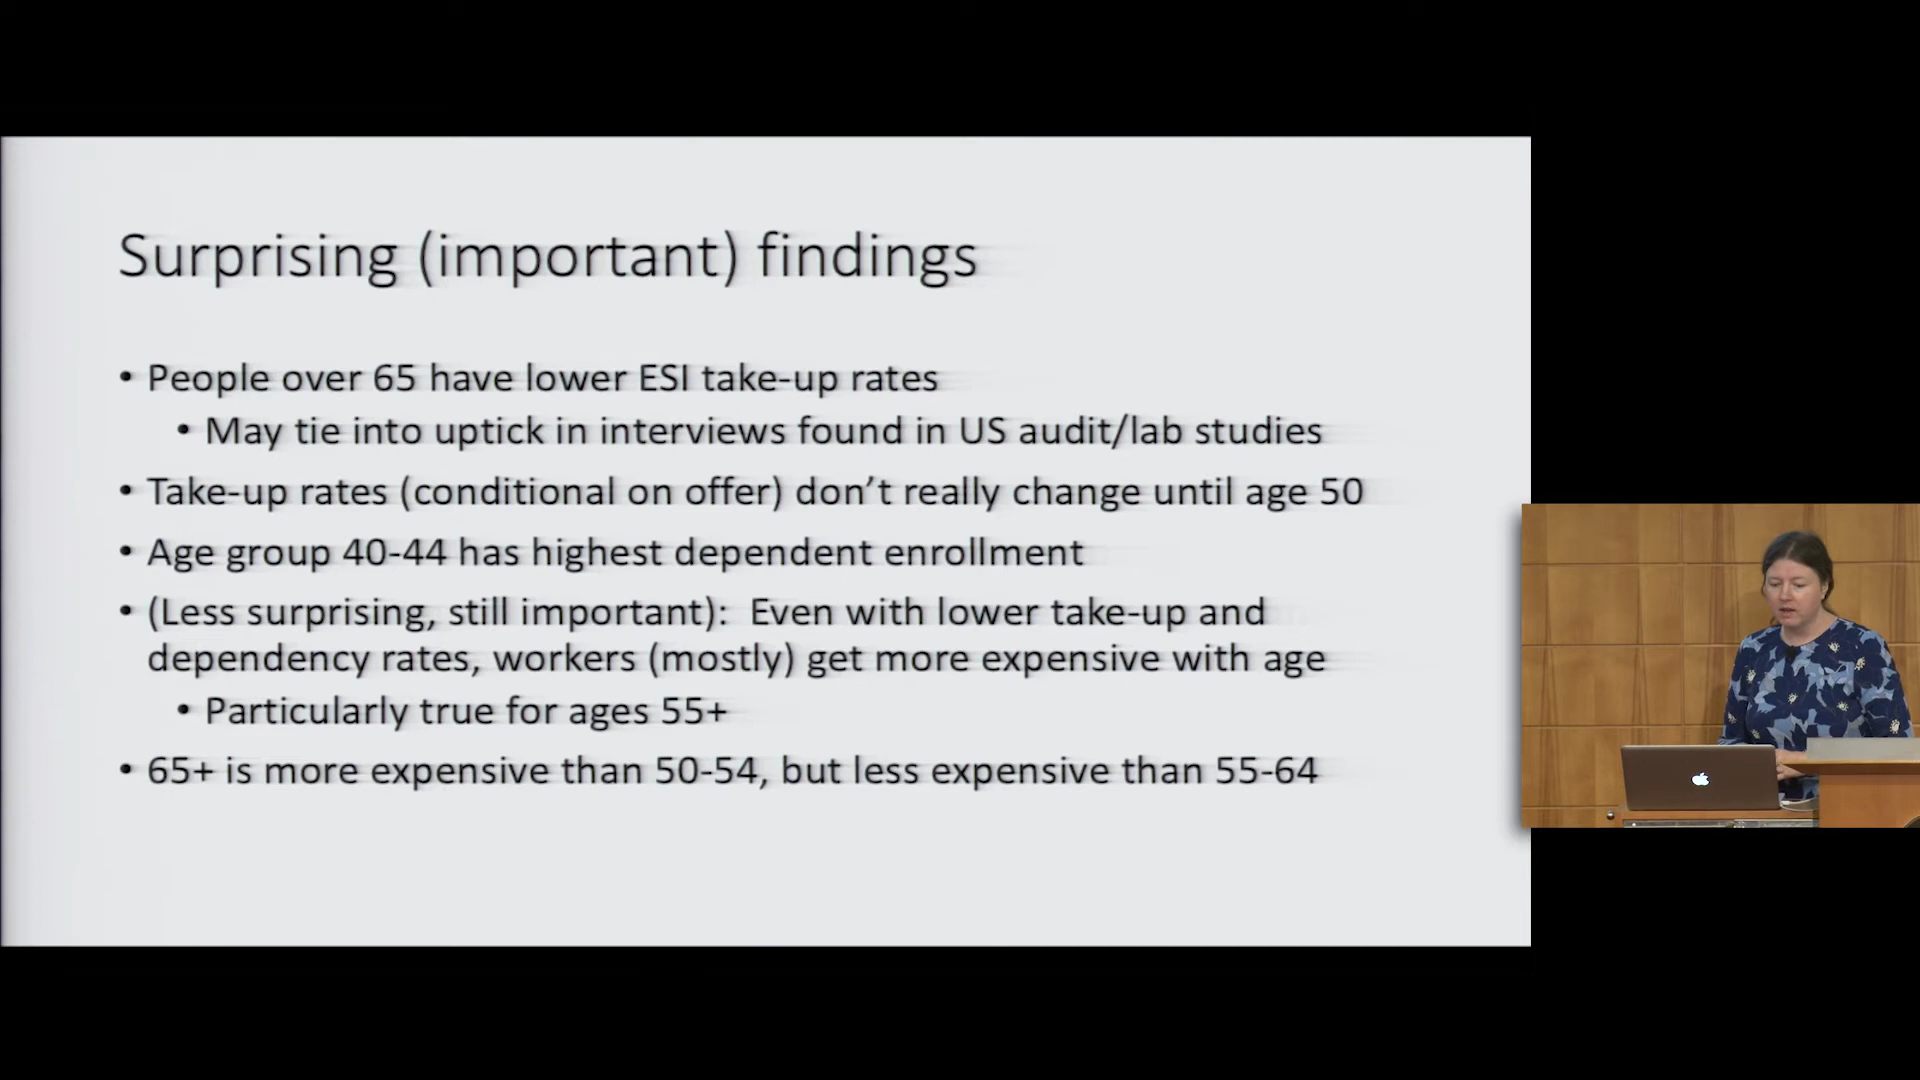 Surprising (important) findings
• People over 65 have lower ESI take-up rates
• May tie into uptick in interviews found in US audit/lab studies
• Take-up rates (conditional on offer) don't really change until age 50
• Age group 40-44 has highest dependent enrollment
• (Less surprising, still important):  Even with lower take-up and
dependency rates, workers (mostly) get more expensive with age
• Particularly true for ages 55+
• 65+ is more expensive than 50-54, but less expensive than 55-64